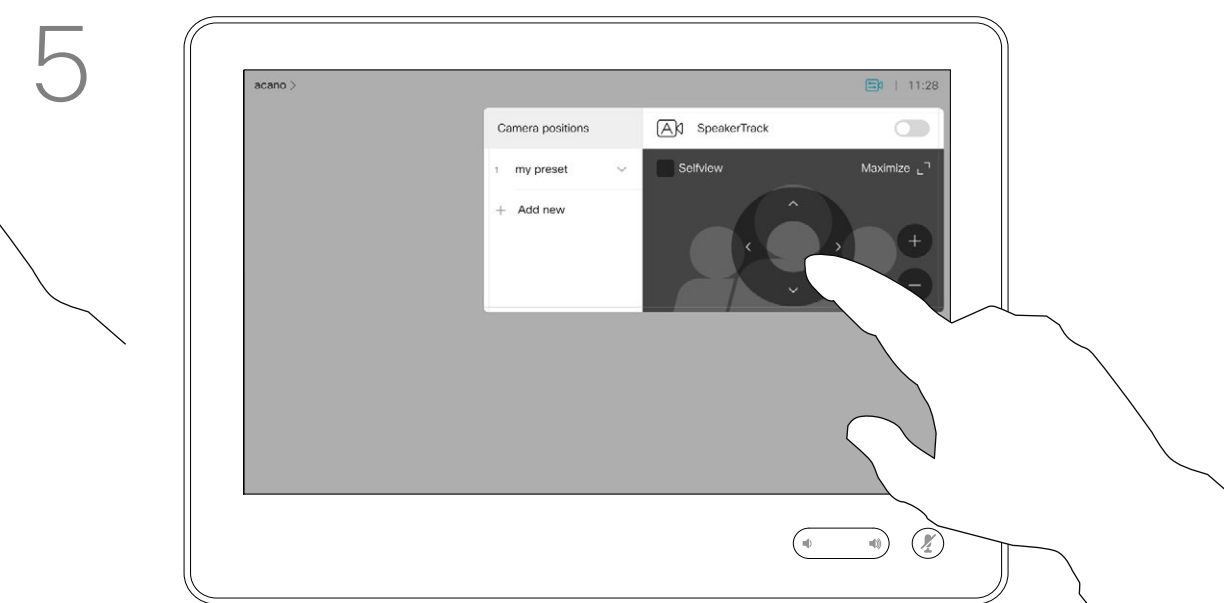 5
acano >
| 11:28
Camera positions
A SpeakerTrack
1 my preset
Selfview
Maximize
+ Add new
+
−